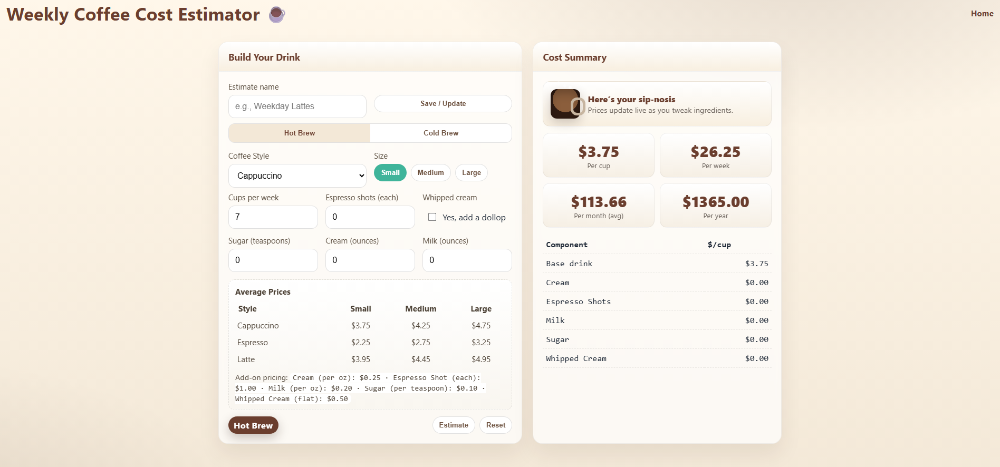 Weekly Coffee Cost Estimator
Home
Build Your Drink
Estimate name
e.g., Weekday Lattes
Save / Update
Hot Brew
Cold Brew
Coffee Style
Size
Cappuccino
Small
Medium
Large
Cups per week
Espresso shots (each)
Whipped cream
7
0
Yes, add a dollop
Sugar (teaspoons)
Cream (ounces)
Milk (ounces)
0
0
0
Average Prices
Style Small Medium Large
Cappuccino $3.75 $4.25 $4.75
Espresso $2.25 $2.75 $3.25
Latte $3.95 $4.45 $4.95
Add-on pricing: Cream (per oz): $0.25 · Espresso Shot (each):
$1.00 · Milk (per oz): $0.20 · Sugar (per teaspoon): $0.10 ·
Whipped Cream (flat): $0.50
Hot Brew
Estimate
Reset
Cost Summary
Here’s your sip-nosis
Prices update live as you tweak ingredients.
$3.75
Per cup
$26.25
Per week
$113.66
Per month (avg)
$1365.00
Per year
Component $/cup
Base drink $3.75
Cream $0.00
Espresso Shots $0.00
Milk $0.00
Sugar $0.00
Whipped Cream $0.00